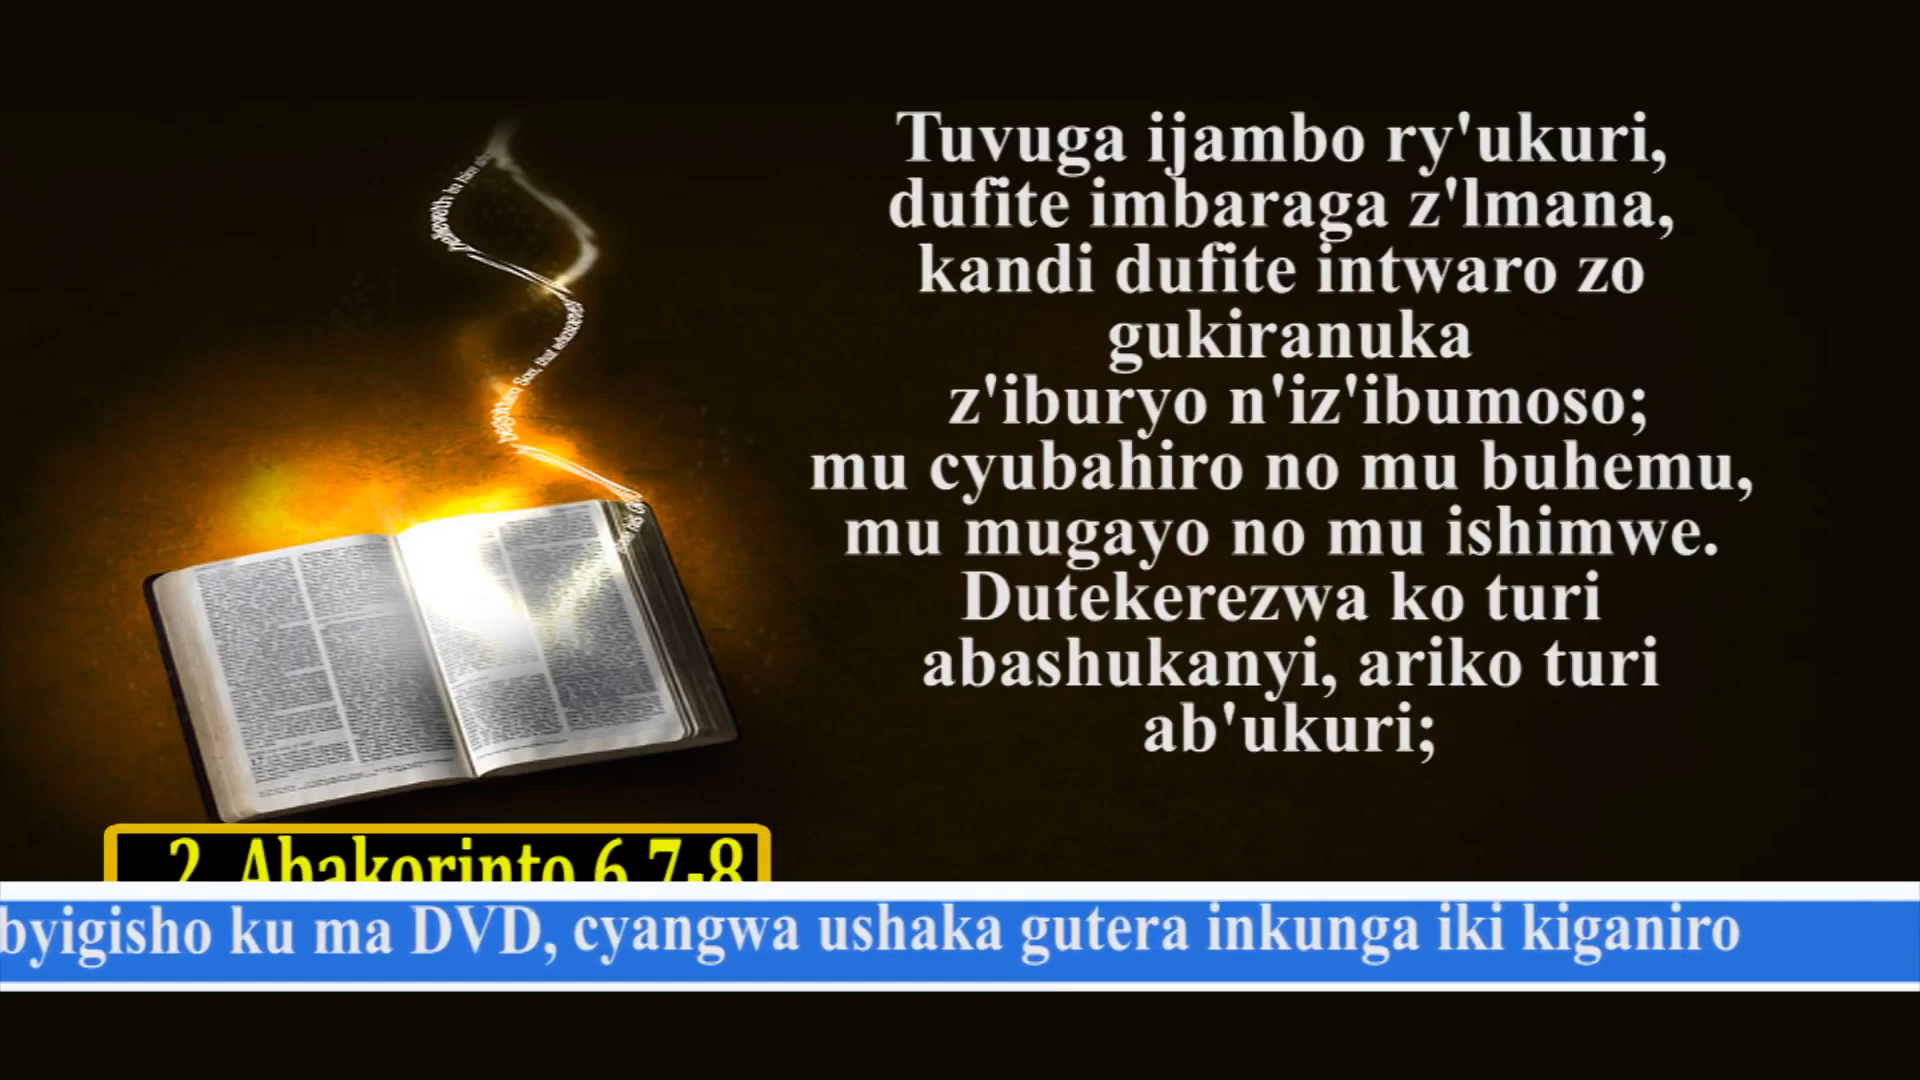 Tuvuga ijambo ry'ukuri,
dufite imbaraga z'lmana,
kandi dufite intwaro zo
gukiranuka
z'iburyo n'iz'ibumoso;
mu cyubahiro no mu buhemu,
mu mugayo no mu ishimwe.
Dutekerezwa ko turi
abashukanyi, ariko turi
ab'ukuri;
2 Abakorinto 6 7-8
byigisho ku ma DVD, cyangwa ushaka gutera inkunga iki kiganiro